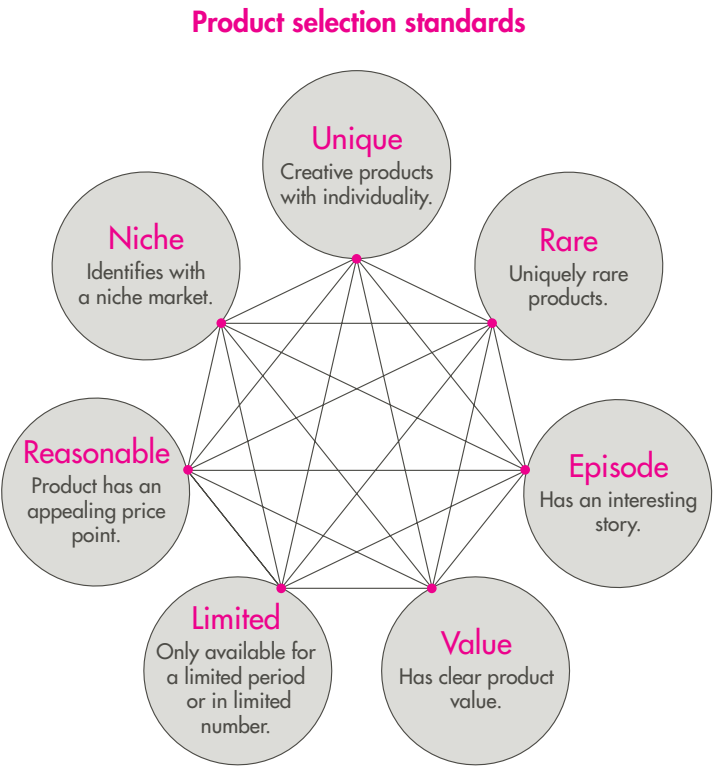 Product selection standards
Unique
Creative products
with individuality.
Rare
Uniquely rare
products.
Episode
Has an interesting
story.
Value
Has clear product
value.
Limited
Only available for
a limited period
or in limited
number.
Reasonable
Product has an
appealing price
point.
Niche
Identifies with
a niche market.